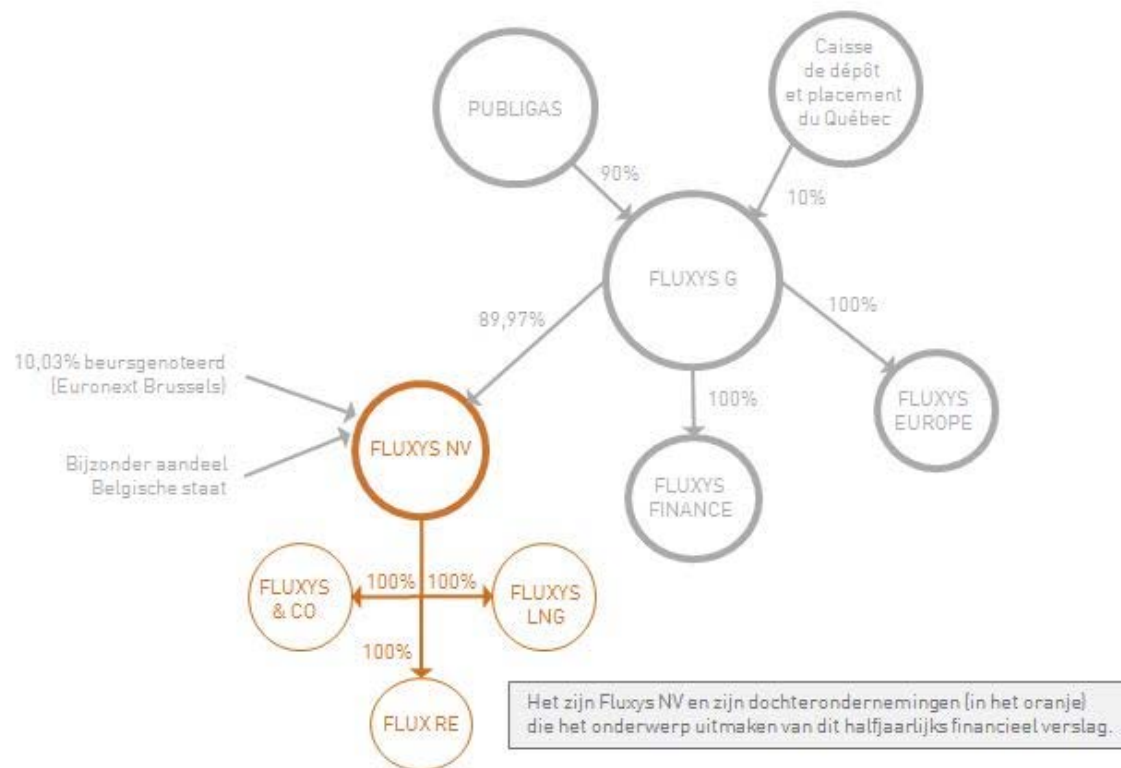 PUBLIGAS
Caisse
de dépôt
et placement
du Québec
90%
10%
FLUXYS G
89,97%
100%
100%
10,03% beursgenoteerd
(Euronext Brussels)
Bijzonder aandeel
Belgische staat
FLUXYS NV
FLUXYS
FINANCE
FLUXYS
EUROPE
FLUXYS
& CO
100%
100%
FLUXYS
LNG
100%
FLUX RE
Het zijn Fluxys NV en zijn dochterondernemingen (in het oranje)
die het onderwerp uitmaken van dit halfjaarlijks financieel verslag.